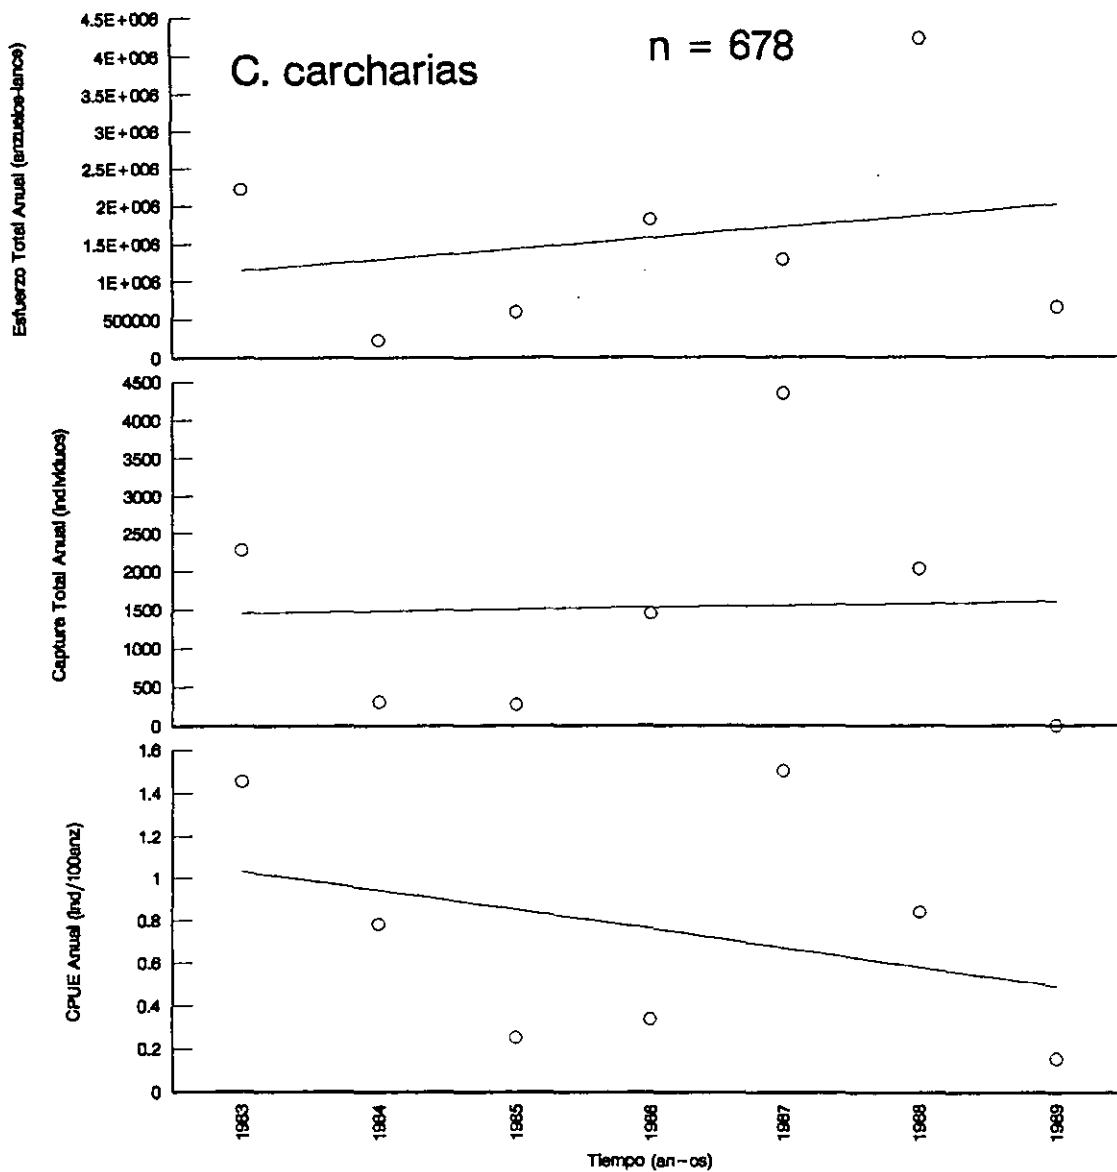 C. carcharias
n = 678
Esfuerzo Total Anual (anzuelos-lance)
4.5E+006
4E+006
3.5E+006
3E+006
2.5E+006
2E+006
1.5E+006
1E+006
500000
0
Captura Total Anual (individuos)
4500
4000
3500
3000
2500
2000
1500
1000
500
0
CPUE Anual (ind/100anz)
1.6
1.4
1.2
1
0.8
0.6
0.4
0.2
0
1983
1984
1985
1986
1987
1988
1989
Tiempo (an-os)